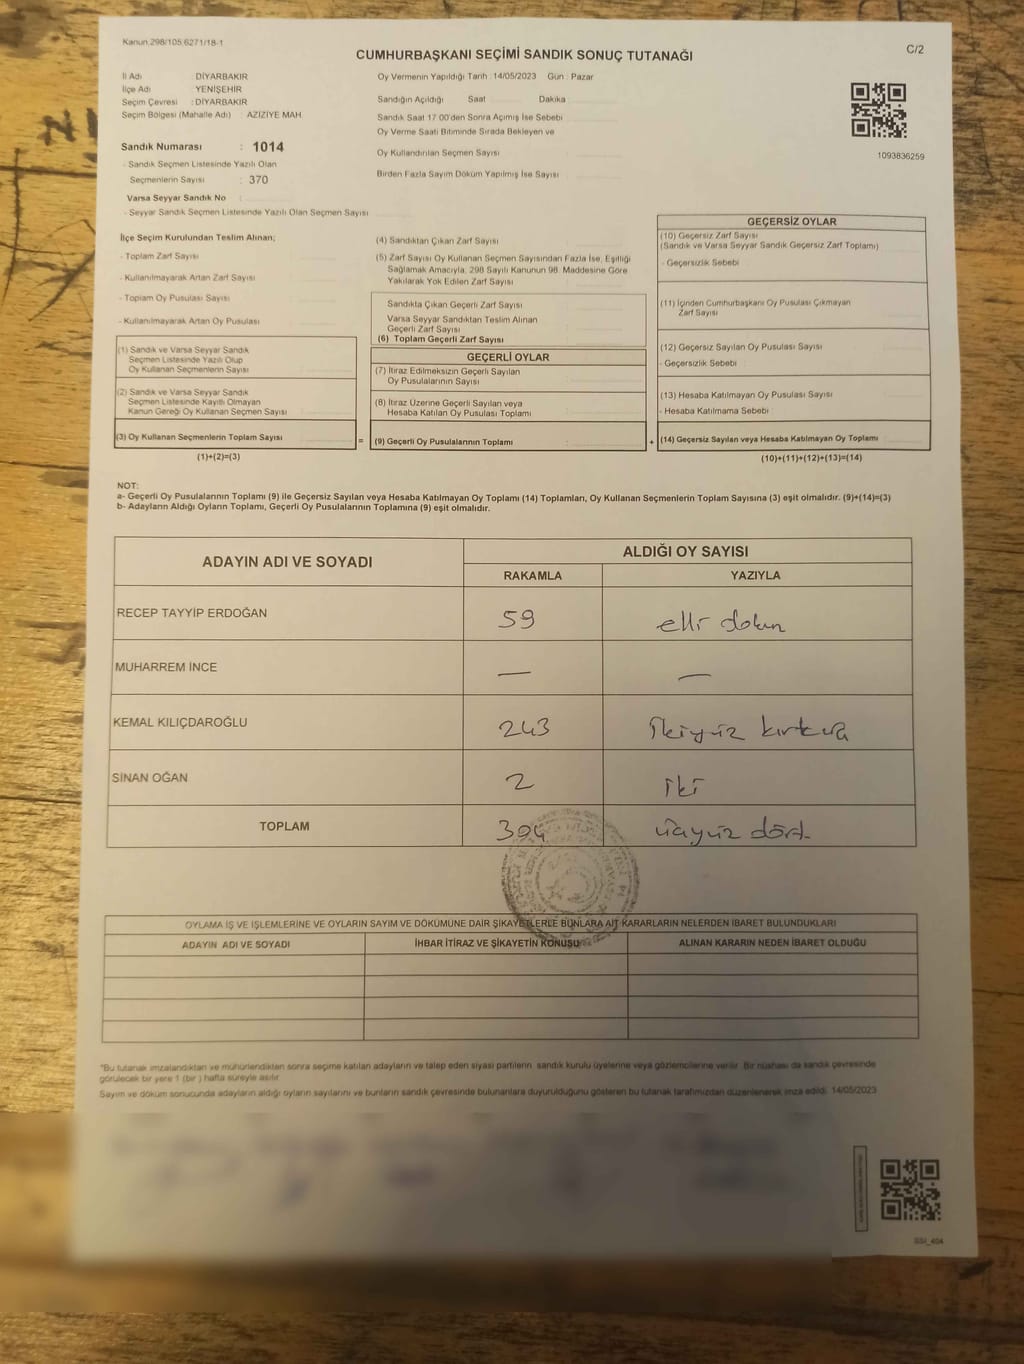 Kanun.298/105,6271/18-1
C/2
CUMHURBAŞKANI SEÇİMİ SANDIK SONUÇ TUTANAĞI
İl Adı : DİYARBAKIR
İlçe Adı : YENİŞEHİR
Seçim Çevresi : DİYARBAKIR
Seçim Bölgesi (Mahalle Adı) AZİZİYE MAH.
Oy Vermenin Yapıldığı Tarih : 14/05/2023 Gün : Pazar
Sandığın Açıldığı Saat Dakika
Sandık Saat 17:00'den Sonra Açımış İse Sebebi
Oy Verme Saati Bitiminde Sırada Bekleyen ve
Oy Kullandırılan Seçmen Sayısı
Birden Fazla Sayım Döküm Yapılmış İse Sayısı
1093836259
Sandık Numarası : 1014
- Sandık Seçmen Listesinde Yazılı Olan
Seçmenlerin Sayısı : 370
Varsa Seyyar Sandık No :
- Seyyar Sandık Seçmen Listesinde Yazılı Olan Seçmen Sayısı
İlçe Seçim Kurulundan Teslim Alınan;
- Toplam Zarf Sayısı
- Kullanılmayarak Artan Zarf Sayısı
- Toplam Oy Pusulası Sayısı
- Kullanılmayarak Artan Oy Pusulası
(1) Sandık ve Varsa Seyyar Sandık
Seçmen Listesinde Yazılı Olup
Oy Kullanan Seçmenlerin Sayısı
(2) Sandık ve Varsa Seyyar Sandık
Seçmen Listesinde Kayıtlı Olmayan
Kanun Gereği Oy Kullanan Seçmen Sayısı
(3) Oy Kullanan Seçmenlerin Toplam Sayısı
(1)+(2)=(3)
(4) Sandıktan Çıkan Zarf Sayısı
(5) Zarf Sayısı Oy Kullanan Seçmen Sayısından Fazla İse, Eşitliği
Sağlamak Amacıyla, 298 Sayılı Kanunun 98. Maddesine Göre
Yakılarak Yok Edilen Zarf Sayısı
Sandıkta Çıkan Geçerli Zarf Sayısı
Varsa Seyyar Sandıktan Teslim Alınan
Geçerli Zarf Sayısı
(6) Toplam Geçerli Zarf Sayısı
GEÇERLİ OYLAR
(7) İtiraz Edilmeksizin Geçerli Sayılan
Oy Pusulalarının Sayısı
(8) İtiraz Üzerine Geçerli Sayılan veya
Hesaba Katılan Oy Pusulası Toplamı
= (9) Geçerli Oy Pusulalarının Toplamı
GEÇERSİZ OYLAR
(10) Geçersiz Zarf Sayısı
(Sandık ve Varsa Seyyar Sandık Geçersiz Zarf Toplamı)
- Geçersizlik Sebebi
(11) İçinden Cumhurbaşkanı Oy Pusulası Çıkmayan
Zarf Sayısı
(12) Geçersiz Sayılan Oy Pusulası Sayısı
- Geçersizlik Sebebi
(13) Hesaba Katılmayan Oy Pusulası Sayısı
- Hesaba Katılmama Sebebi
+ (14) Geçersiz Sayılan veya Hesaba Katılmayan Oy Toplamı
(10)+(11)+(12)+(13)=(14)
NOT:
a- Geçerli Oy Pusulalarının Toplamı (9) ile Geçersiz Sayılan veya Hesaba Katılmayan Oy Toplamı (14) Toplamları, Oy Kullanan Seçmenlerin Toplam Sayısına (3) eşit olmalıdır. (9)+(14)=(3)
b- Adayların Aldığı Oyların Toplamı, Geçerli Oy Pusulalarının Toplamına (9) eşit olmalıdır.
ADAYIN ADI VE SOYADI
ALDIĞI OY SAYISI
RAKAMLA YAZIYLA
RECEP TAYYİP ERDOĞAN 59 elli dokuz
MUHARREM İNCE — —
KEMAL KILIÇDAROĞLU 243 ikiyüz kırküç
SİNAN OĞAN 2 iki
TOPLAM 304 üçyüz dört
OYLAMA İŞ VE İŞLEMLERİNE VE OYLARIN SAYIM VE DÖKÜMÜNE DAİR ŞİKAYETLERLE BUNLARA AİT KARARLARIN NELERDEN İBARET BULUNDUKLARI
ADAYIN ADI VE SOYADI İHBAR İTİRAZ VE ŞİKAYETİN KONUSU ALINAN KARARIN NEDEN İBARET OLDUĞU
*Bu tutanak imzalandıktan ve mühürlendikten sonra seçime katılan adayların ve talep eden siyasi partilerin sandık kurulu üyelerine veya gözlemcilerine verilir. Bir nüshası da sandık çevresinde
görülecek bir yere 1 (bir ) hafta süreyle asılır.
Sayım ve döküm sonucunda adayların aldığı oyların sayılarını ve bunların sandık çevresinde bulunanlara duyurulduğunu gösteren bu tutanak tarafımızdan düzenlenerek imza edildi. 14/05/2023
SSI_404